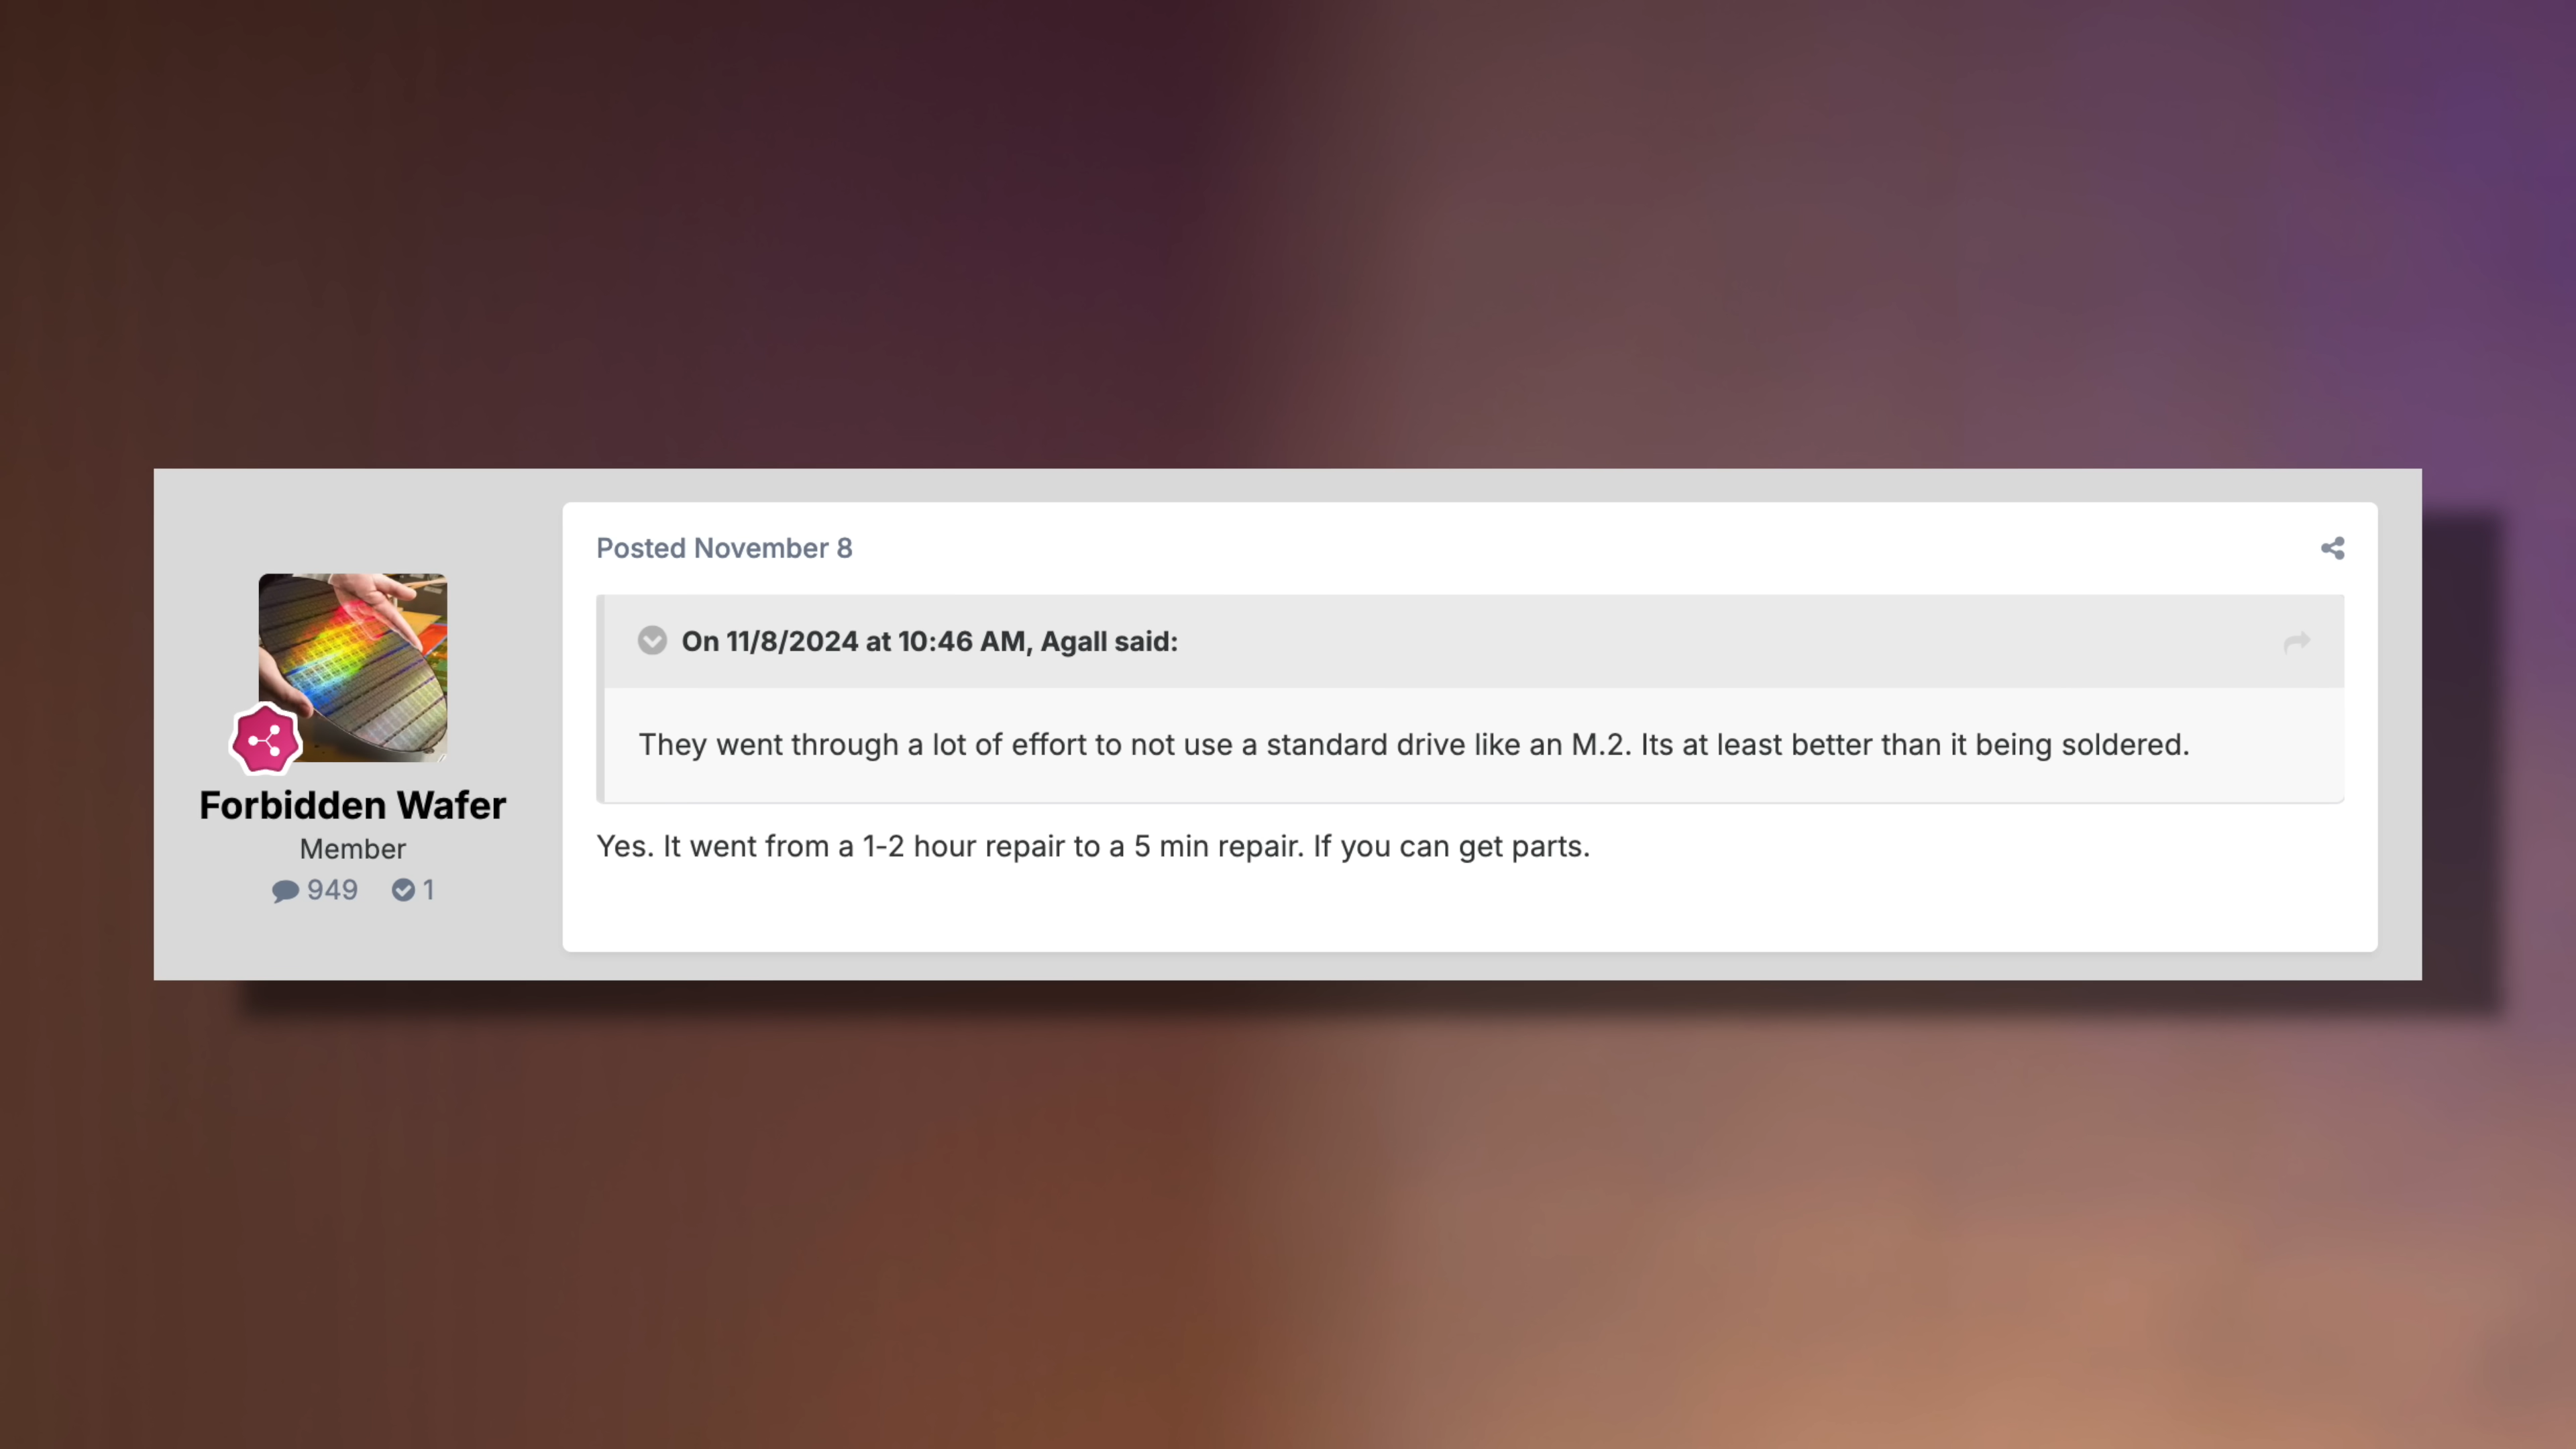 Posted November 8
On 11/8/2024 at 10:46 AM, Agall said:
They went through a lot of effort to not use a standard drive like an M.2. Its at least better than it being soldered.
Forbidden Wafer
Member
949 1
Yes. It went from a 1-2 hour repair to a 5 min repair. If you can get parts.